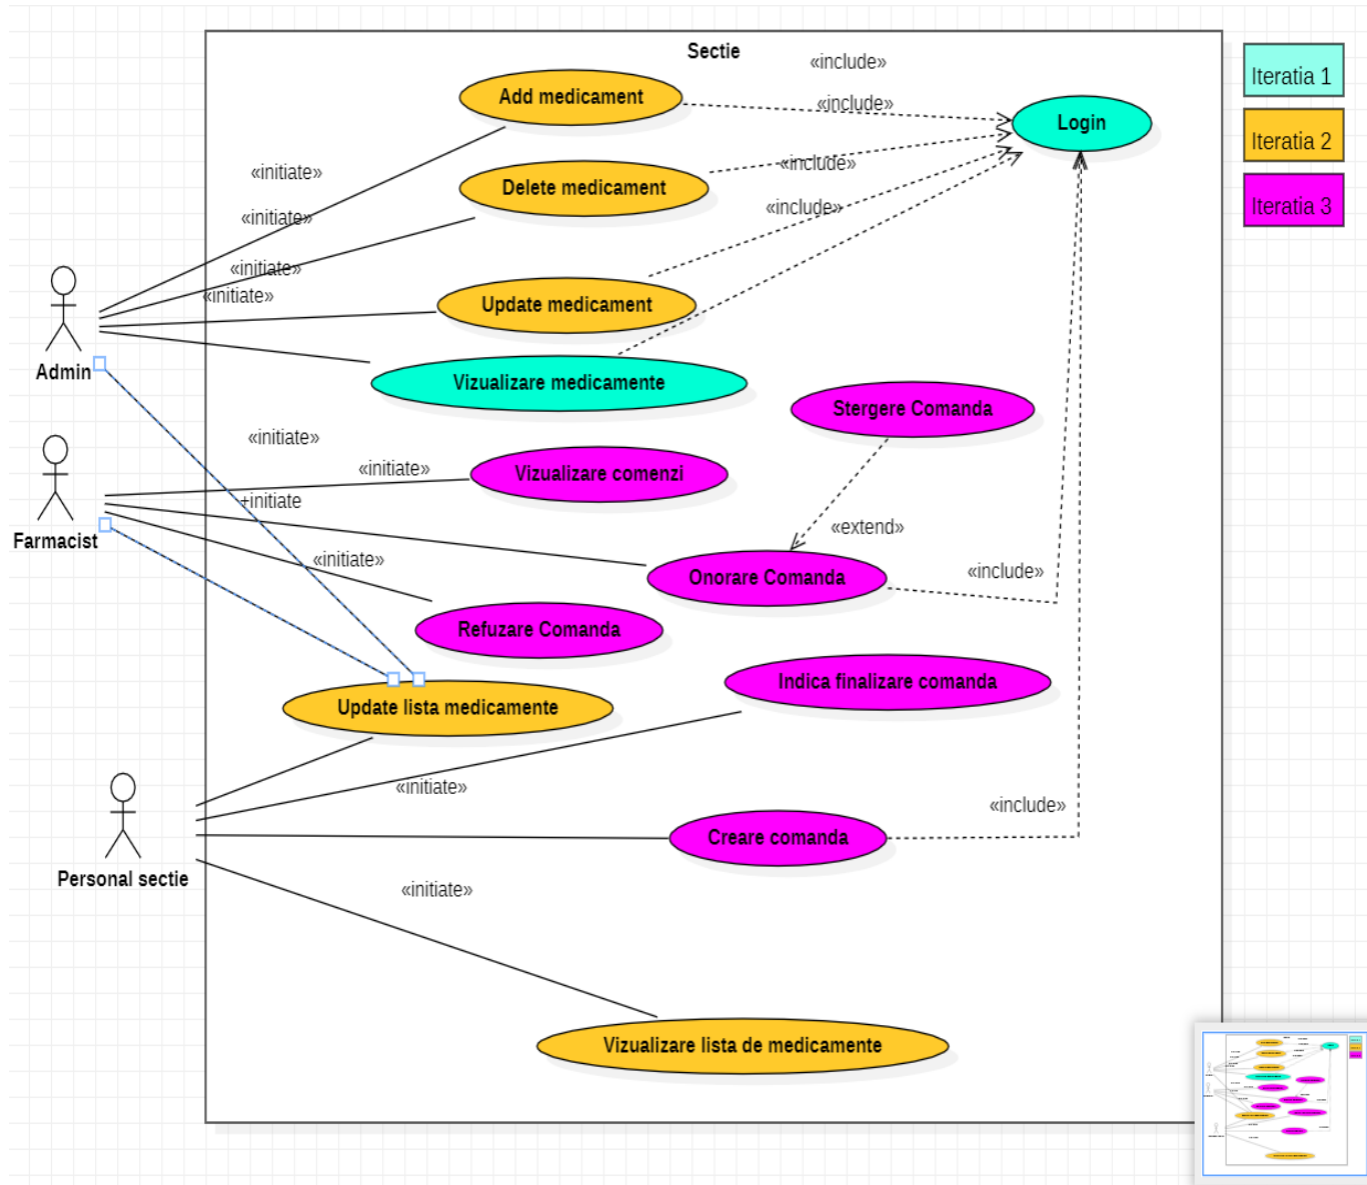 Sectie
«include»
Iteratia 1
Add medicament
«include»
Login
Iteratia 2
«initiate»
«include»
Delete medicament
Iteratia 3
«initiate»
«include»
«initiate»
«initiate»
Update medicament
Admin
Vizualizare medicamente
Stergere Comanda
«initiate»
«initiate»
Vizualizare comenzi
+initiate
Farmacist
«extend»
«initiate»
Onorare Comanda
«include»
Refuzare Comanda
Indica finalizare comanda
Update lista medicamente
«initiate»
«include»
Creare comanda
Personal sectie
«initiate»
Vizualizare lista de medicamente